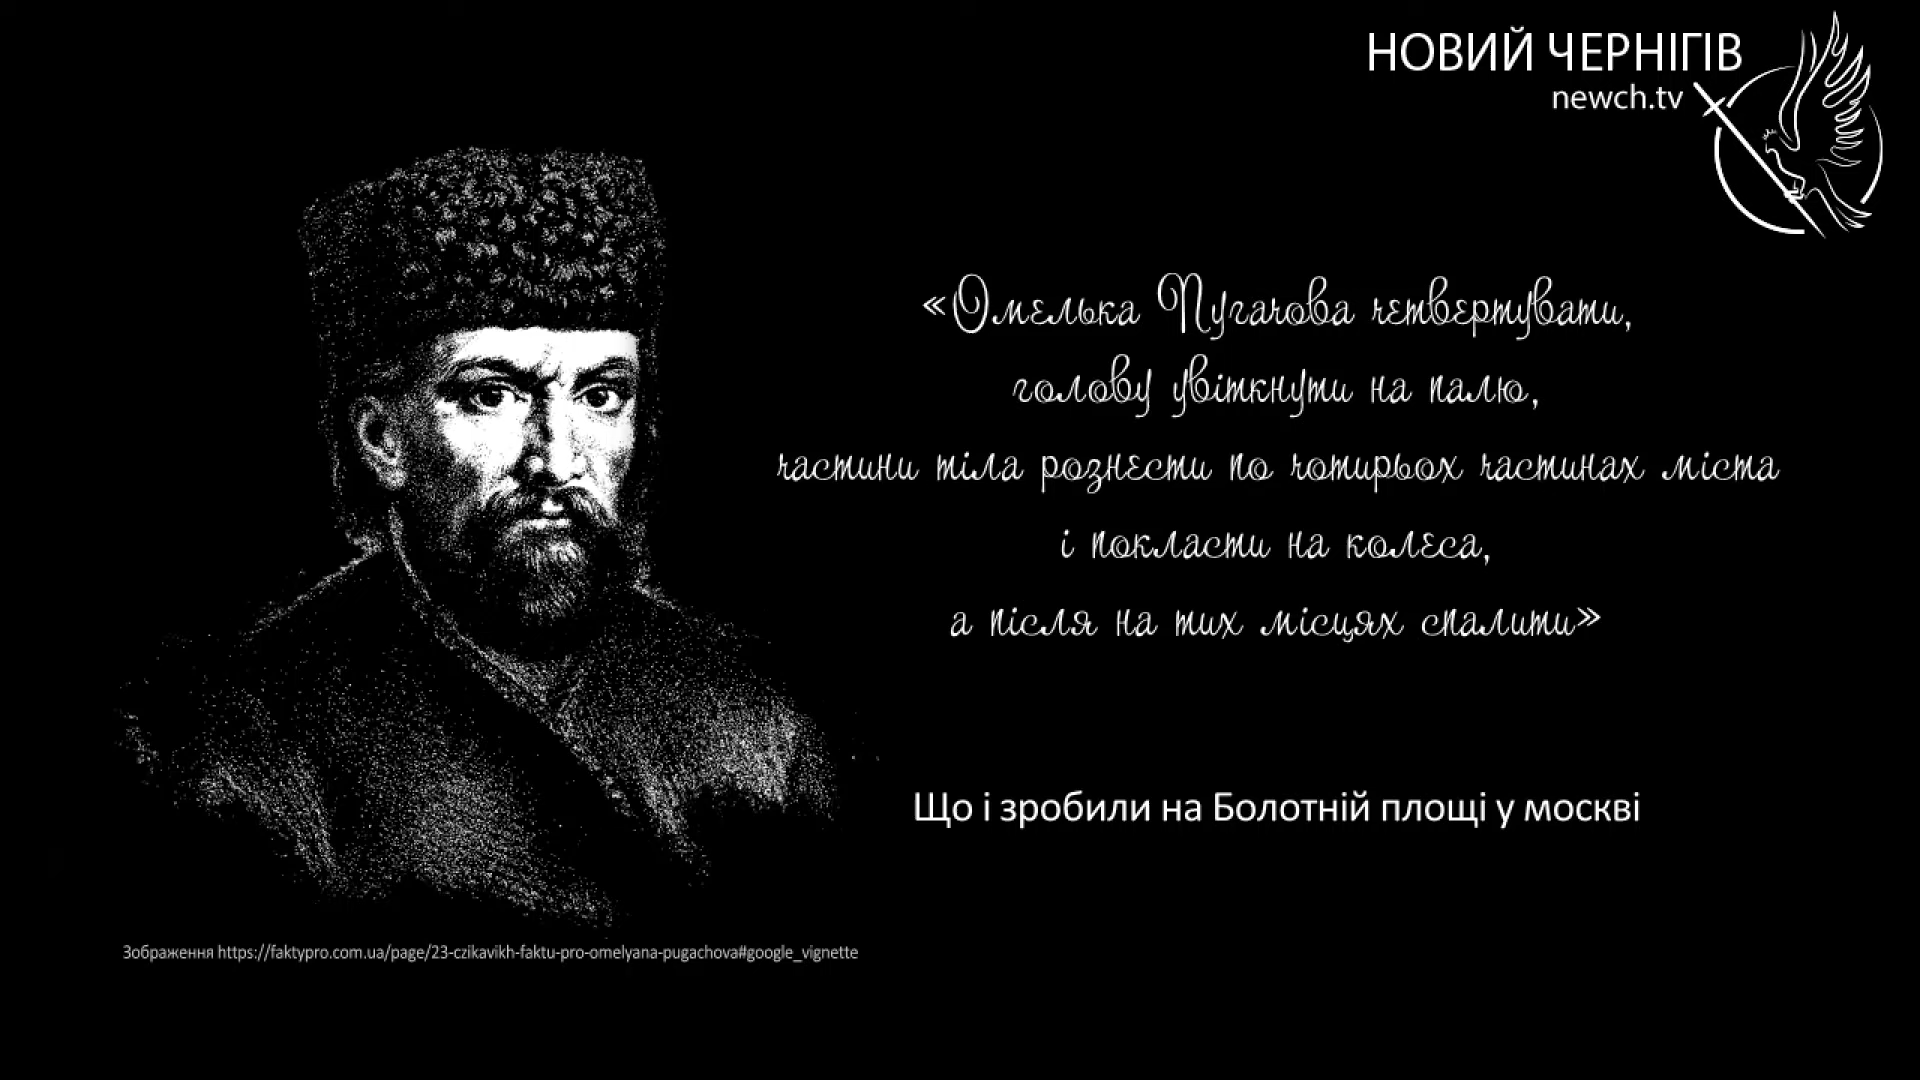 НОВИЙ ЧЕРНІГІВ
newch.tv
«Омелька Пугачова четвертувати,
голову увіткнути на палю,
частини тіла рознести по чотирьох частинах міста
і покласти на колеса,
а після на тих місцях спалити»
Що і зробили на Болотній площі у москві
Зображення https://faktypro.com.ua/page/23-czikavikh-faktu-pro-omelyana-pugachova#google_vignette